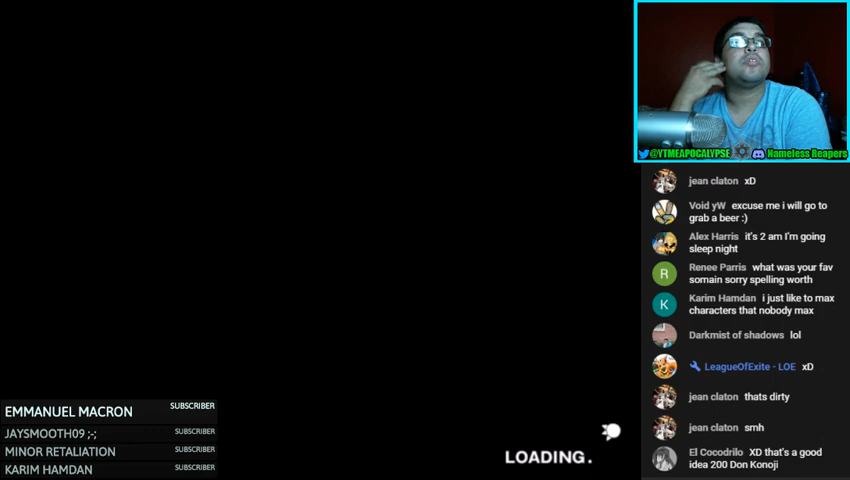 @YTMEAPOCALYPSE Nameless Reapers
jean claton xD
Void yW excuse me i will go to
grab a beer :)
Alex Harris it's 2 am I'm going
sleep night
R Renee Parris what was your fav
somain sorry spelling worth
K Karim Hamdan i just like to max
characters that nobody max
Darkmist of shadows lol
LeagueOfExite - LOE xD
jean claton thats dirty
jean claton smh
El Cocodrilo XD that's a good
idea 200 Don Konoji
EMMANUEL MACRON SUBSCRIBER
JAYSMOOTH09 ;-; SUBSCRIBER
MINOR RETALIATION SUBSCRIBER
KARIM HAMDAN SUBSCRIBER
LOADING.